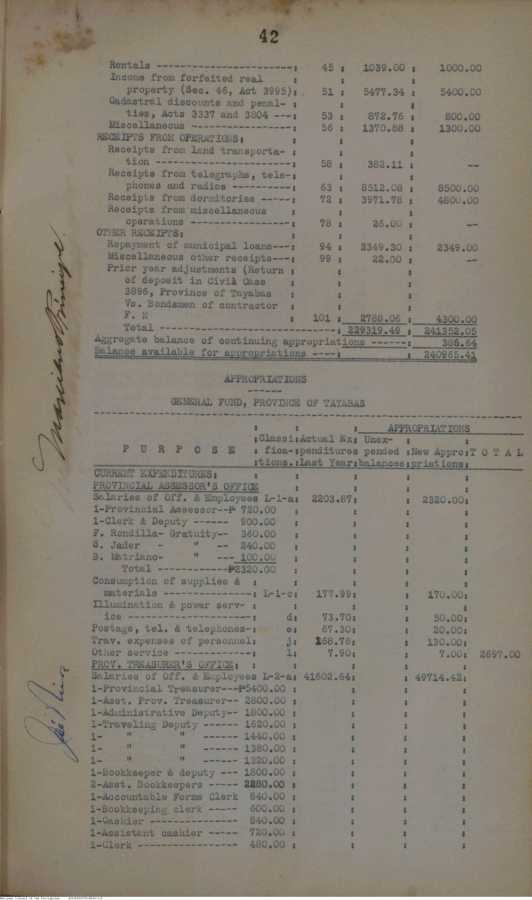 42
Rentals ----------------------: 45 : 1039.00 : 1000.00
Income from forfeited real :
property (Sec. 46, Act 3995): 51 : 5477.34 : 5400.00
Cadastral discounts and penal- :
ties, Acts 3337 and 3804 ---: 53 : 872.76 : 800.00
Miscellaneous ----------------: 56 : 1370.88 : 1300.00
RECEIPTS FROM OPERATIONS:
Receipts from land transporta- :
tion ----------------------: 58 : 382.11 : --
Receipts from telegraphs, tele-:
phones and radios ----------: 63 : 8512.08 : 8500.00
Receipts from dormitories -----: 72 : 3971.78 : 4800.00
Receipts from miscellaneous :
operations ----------------: 78 : 26.00 : --
OTHER RECEIPTS:
Repayment of municipal loans---: 94 : 2349.30 : 2349.00
Miscellaneous other receipts---: 99 : 22.00 : --
Prior year adjustments (Return :
of deposit in Civil Case :
3896, Province of Tayabas :
Vs. Bondsmen of contractor :
F. : 101 : 2788.06 : 4300.00
Total ------------------------: 229319.49 : 241352.05
Aggregate balance of continuing appropriations ------: 386.64
Balance available for appropriations ----: 240965.41
APPROPRIATIONS
------
GENERAL FUND, PROVINCE OF TAYABAS
: : : APPROPRIATIONS
:Classi:Actual Ex: Unex- :
P U R P O S E : fica-:penditures pended :New Appro:T O T A L
:tions.:Last Year:balances:priations:
CURRENT EXPENDITURES:
PROVINCIAL ASSESSOR'S OFFICE
Salaries of Off. & Employees L-1-a: 2203.67: : 2320.00:
1-Provincial Assessor--₱ 720.00
1-Clerk & Deputy ------ 900.00
F. Rondilla- Gratuity-- 360.00
S. Jader - " -- 240.00
B. Matriano- " --- 100.00
Total ------------₱2320.00
Consumption of supplies & :
materials ----------------: L-1-c: 177.99: : 170.00:
Illumination & power serv- :
ice ---------------------: d: 73.70: : 50.00:
Postage, tel. & telephones-: e: 67.30: : 20.00:
Trav. expenses of personnel: j: 168.78: : 130.00:
Other service -------------: l: 7.90: : 7.00: 2697.00
PROV. TREASURER'S OFFICE:
Salaries of Off. & Employees L-2-a: 41602.64: : 49714.42:
1-Provincial Treasurer---₱5400.00
1-Asst. Prov. Treasurer-- 2800.00
1-Administrative Deputy-- 1800.00
1-Traveling Deputy ------ 1620.00
1- " " ------ 1440.00
1- " " ------ 1380.00
1- " " ------ 1320.00
1-Bookkeeper & deputy --- 1800.00
2-Asst. Bookkeepers ----- 2280.00
1-Accountable Forms Clerk 840.00
1-Bookkeeping clerk ----- 600.00
1-Cashier --------------- 840.00
1-Assistant cashier ----- 720.00
1-Clerk ----------------- 480.00